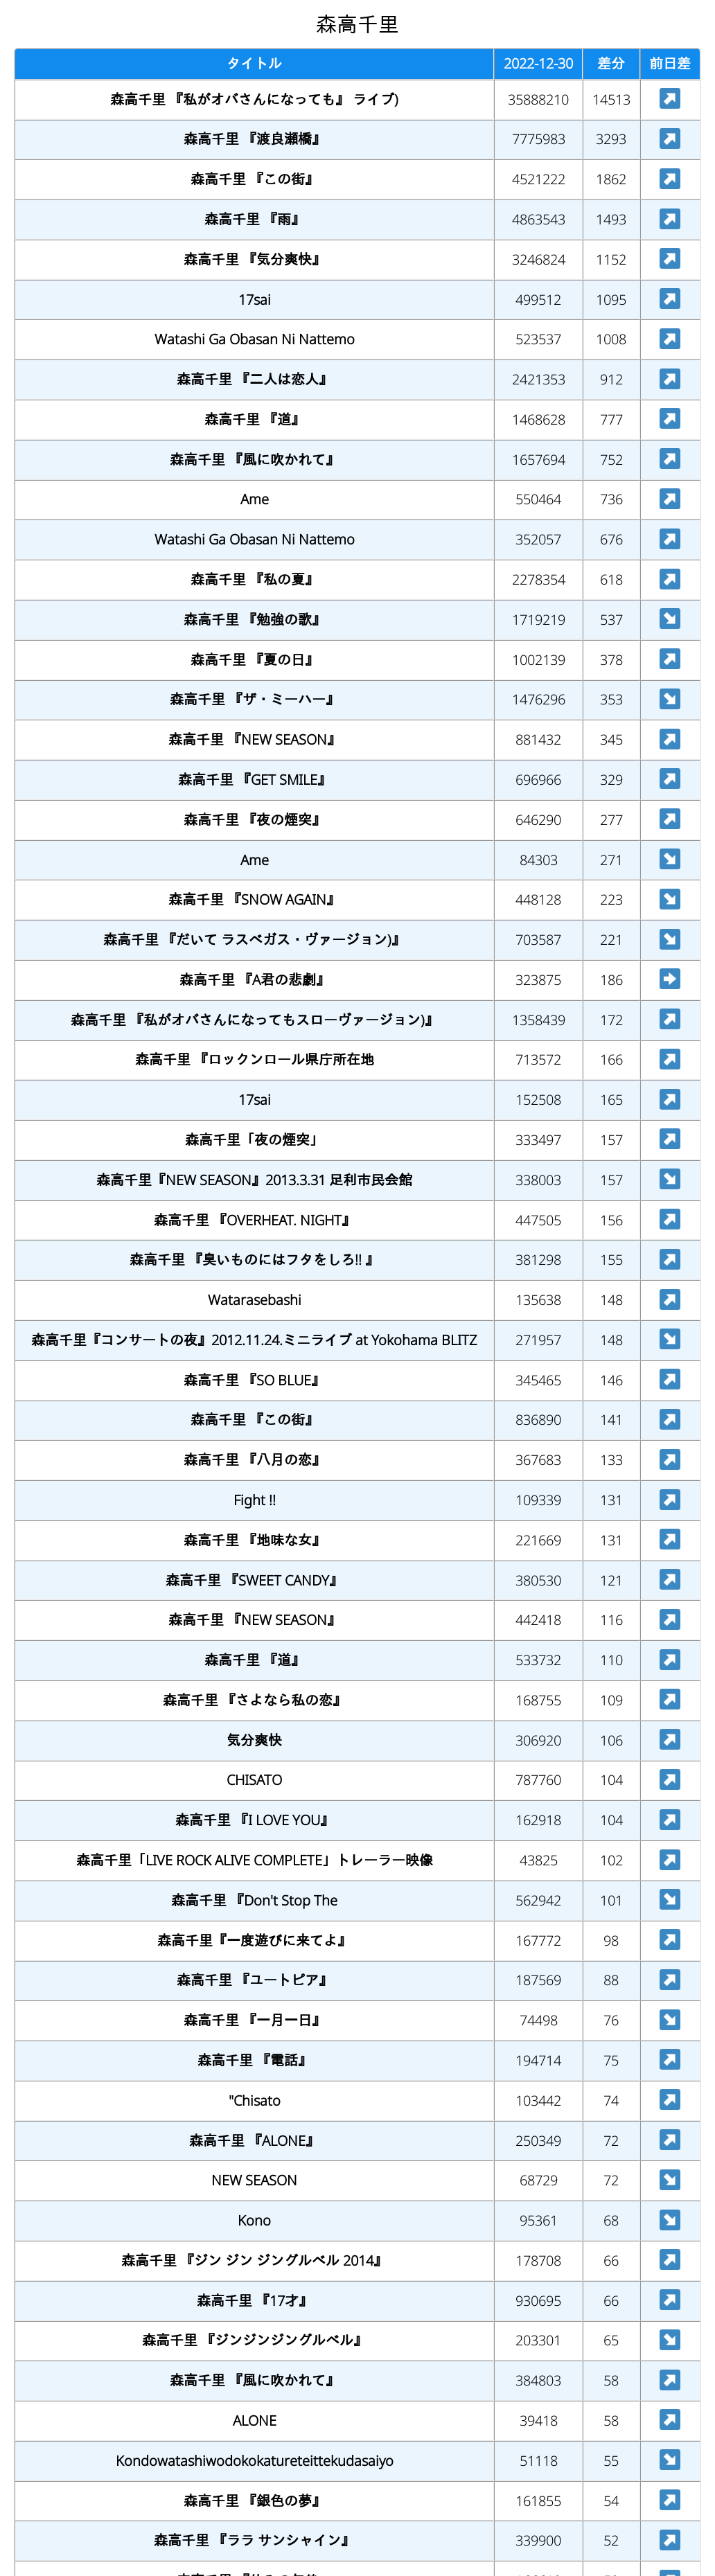 森高千里
タイトル 2022-12-30 差分 前日差
森高千里 『私がオバさんになっても』 ライブ) 35888210 14513
森高千里 『渡良瀬橋』 7775983 3293
森高千里 『この街』 4521222 1862
森高千里 『雨』 4863543 1493
森高千里 『気分爽快』 3246824 1152
17sai 499512 1095
Watashi Ga Obasan Ni Nattemo 523537 1008
森高千里 『二人は恋人』 2421353 912
森高千里 『道』 1468628 777
森高千里 『風に吹かれて』 1657694 752
Ame 550464 736
Watashi Ga Obasan Ni Nattemo 352057 676
森高千里 『私の夏』 2278354 618
森高千里 『勉強の歌』 1719219 537
森高千里 『夏の日』 1002139 378
森高千里 『ザ・ミーハー』 1476296 353
森高千里 『NEW SEASON』 881432 345
森高千里 『GET SMILE』 696966 329
森高千里 『夜の煙突』 646290 277
Ame 84303 271
森高千里 『SNOW AGAIN』 448128 223
森高千里 『だいて ラスベガス・ヴァージョン)』 703587 221
森高千里 『A君の悲劇』 323875 186
森高千里 『私がオバさんになってもスローヴァージョン)』 1358439 172
森高千里 『ロックンロール県庁所在地 713572 166
17sai 152508 165
森高千里「夜の煙突」 333497 157
森高千里『NEW SEASON』2013.3.31 足利市民会館 338003 157
森高千里 『OVERHEAT. NIGHT』 447505 156
森高千里 『臭いものにはフタをしろ!! 』 381298 155
Watarasebashi 135638 148
森高千里『コンサートの夜』2012.11.24.ミニライブ at Yokohama BLITZ 271957 148
森高千里 『SO BLUE』 345465 146
森高千里 『この街』 836890 141
森高千里 『八月の恋』 367683 133
Fight !! 109339 131
森高千里 『地味な女』 221669 131
森高千里 『SWEET CANDY』 380530 121
森高千里 『NEW SEASON』 442418 116
森高千里 『道』 533732 110
森高千里 『さよなら私の恋』 168755 109
気分爽快 306920 106
CHISATO 787760 104
森高千里 『I LOVE YOU』 162918 104
森高千里「LIVE ROCK ALIVE COMPLETE」トレーラー映像 43825 102
森高千里 『Don't Stop The 562942 101
森高千里『一度遊びに来てよ』 167772 98
森高千里 『ユートピア』 187569 88
森高千里 『一月一日』 74498 76
森高千里 『電話』 194714 75
"Chisato 103442 74
森高千里 『ALONE』 250349 72
NEW SEASON 68729 72
Kono 95361 68
森高千里 『ジン ジン ジングルベル 2014』 178708 66
森高千里 『17才』 930695 66
森高千里 『ジンジンジングルベル』 203301 65
森高千里 『風に吹かれて』 384803 58
ALONE 39418 58
Kondowatashiwodokokatureteittekudasaiyo 51118 55
森高千里 『銀色の夢』 161855 54
森高千里 『ララ サンシャイン』 339900 52